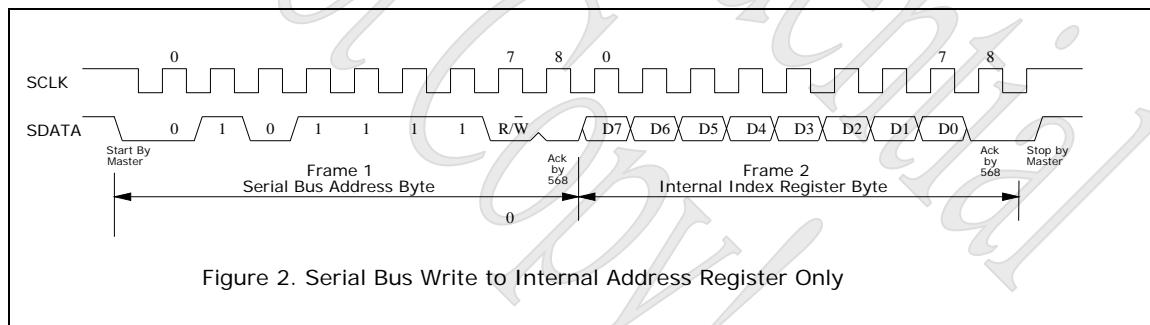 0 7 8 0 7 8
SCLK
SDATA 0 1 0 1 1 1 1 R/W̅ D7 D6 D5 D4 D3 D2 D1 D0
Start By
Master
Ack
by
568
Ack
by
568
Stop by
Master
Frame 1
Serial Bus Address Byte
Frame 2
Internal Index Register Byte
0
Figure 2. Serial Bus Write to Internal Address Register Only
Copy!